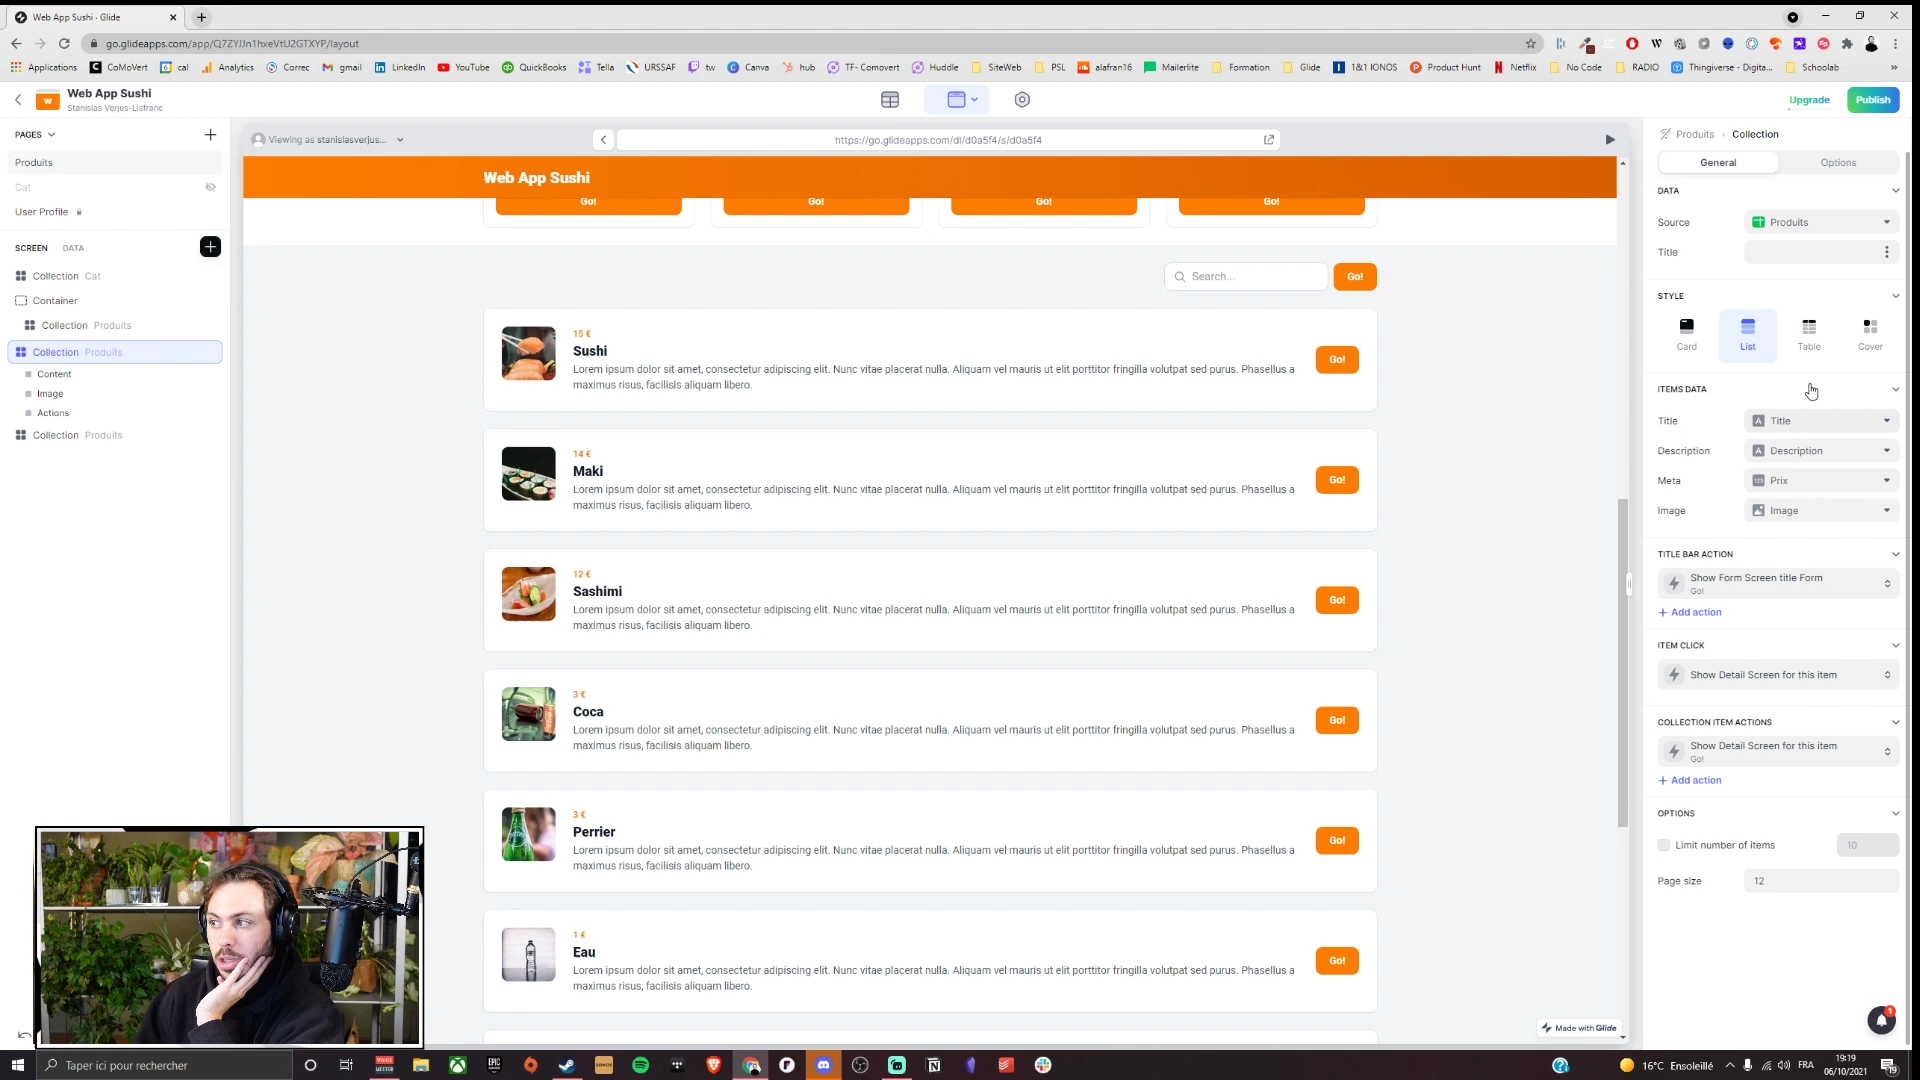 Web App Sushi · Glide
go.glideapps.com/app/Q7ZYJJn1hxeVtU2GTXYP/layout
Applications CoMoVert cal Analytics Correc gmail LinkedIn YouTube QuickBooks Tella URSSAF tw Canva hub TF- Comovert Huddle SiteWeb PSL alafran16 Mailerlite Formation Glide 1&1 IONOS Product Hunt Netflix No Code RADIO Thingiverse - Digita... Schoolab
Web App Sushi
Stanislas Verjus-Lisfranc
Upgrade
Publish
PAGES
Produits
Cat
User Profile
SCREEN DATA
Collection Cat
Container
Collection Produits
Collection Produits
Content
Image
Actions
Collection Produits
Viewing as stanislasverjus...
https://go.glideapps.com/dl/d0a5f4/s/d0a5f4
Web App Sushi
Go! Go! Go! Go!
Search... Go!
15 €
Sushi
Lorem ipsum dolor sit amet, consectetur adipiscing elit. Nunc vitae placerat nulla. Aliquam vel mauris ut elit porttitor fringilla volutpat sed purus. Phasellus a
maximus risus, facilisis aliquam libero.
Go!
14 €
Maki
Lorem ipsum dolor sit amet, consectetur adipiscing elit. Nunc vitae placerat nulla. Aliquam vel mauris ut elit porttitor fringilla volutpat sed purus. Phasellus a
maximus risus, facilisis aliquam libero.
Go!
12 €
Sashimi
Lorem ipsum dolor sit amet, consectetur adipiscing elit. Nunc vitae placerat nulla. Aliquam vel mauris ut elit porttitor fringilla volutpat sed purus. Phasellus a
maximus risus, facilisis aliquam libero.
Go!
3 €
Coca
Lorem ipsum dolor sit amet, consectetur adipiscing elit. Nunc vitae placerat nulla. Aliquam vel mauris ut elit porttitor fringilla volutpat sed purus. Phasellus a
maximus risus, facilisis aliquam libero.
Go!
3 €
Perrier
Lorem ipsum dolor sit amet, consectetur adipiscing elit. Nunc vitae placerat nulla. Aliquam vel mauris ut elit porttitor fringilla volutpat sed purus. Phasellus a
maximus risus, facilisis aliquam libero.
Go!
1 €
Eau
Lorem ipsum dolor sit amet, consectetur adipiscing elit. Nunc vitae placerat nulla. Aliquam vel mauris ut elit porttitor fringilla volutpat sed purus. Phasellus a
maximus risus, facilisis aliquam libero.
Go!
Made with Glide
Produits › Collection
General Options
DATA
Source Produits
Title
STYLE
Card List Table Cover
ITEMS DATA
Title Title
Description Description
Meta Prix
Image Image
TITLE BAR ACTION
Show Form Screen title Form
Go!
+ Add action
ITEM CLICK
Show Detail Screen for this item
COLLECTION ITEM ACTIONS
Show Detail Screen for this item
Go!
+ Add action
OPTIONS
Limit number of items 10
Page size 12
Taper ici pour rechercher
16°C Ensoleillé FRA
19:19
06/10/2021